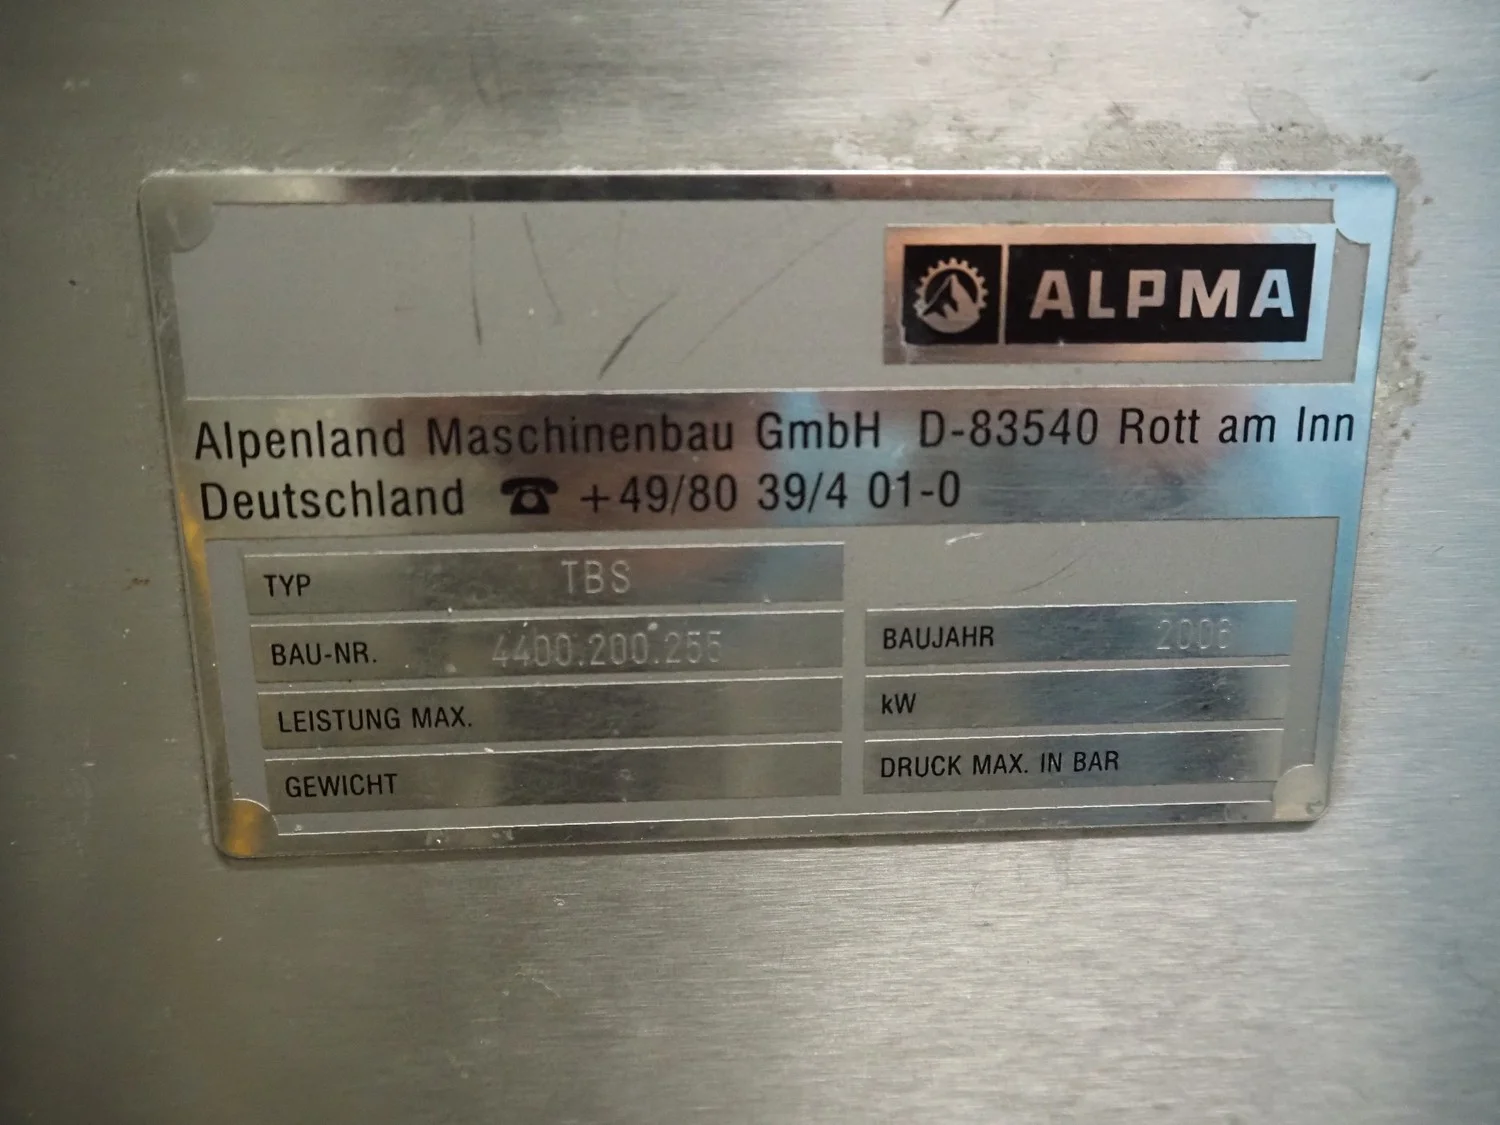 ALPMA
Alpenland Maschinenbau GmbH D-83540 Rott am Inn
Deutschland ☎ +49/80 39/4 01-0
TYP TBS
BAU-NR. 4400.200.255
BAUJAHR 2006
LEISTUNG MAX.
kW
GEWICHT
DRUCK MAX. IN BAR